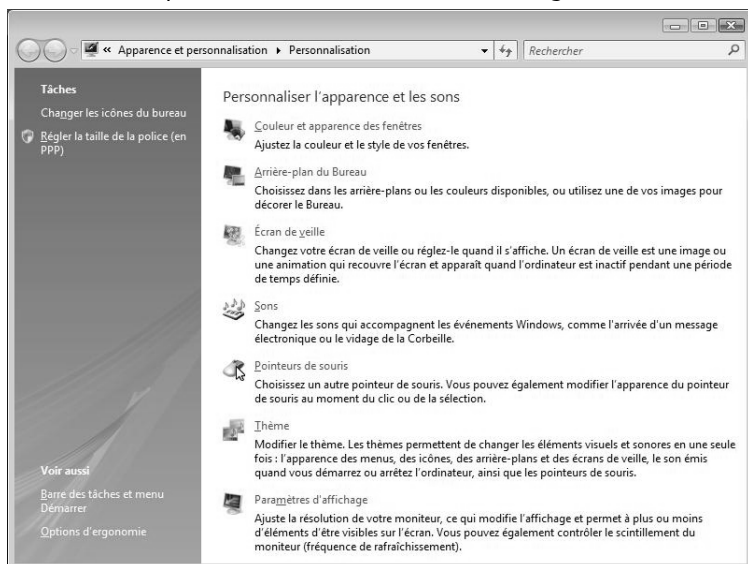 « Apparence et personnalisation ▸ Personnalisation
Rechercher
Tâches
Changer les icônes du bureau
Régler la taille de la police (en
PPP)
Voir aussi
Barre des tâches et menu
Démarrer
Options d'ergonomie
Personnaliser l'apparence et les sons
Couleur et apparence des fenêtres
Ajustez la couleur et le style de vos fenêtres.
Arrière-plan du Bureau
Choisissez dans les arrière-plans ou les couleurs disponibles, ou utilisez une de vos images pour
décorer le Bureau.
Écran de veille
Changez votre écran de veille ou réglez-le quand il s'affiche. Un écran de veille est une image ou
une animation qui recouvre l'écran et apparaît quand l'ordinateur est inactif pendant une période
de temps définie.
Sons
Changez les sons qui accompagnent les événements Windows, comme l'arrivée d'un message
électronique ou le vidage de la Corbeille.
Pointeurs de souris
Choisissez un autre pointeur de souris. Vous pouvez également modifier l'apparence du pointeur
de souris au moment du clic ou de la sélection.
Thème
Modifier le thème. Les thèmes permettent de changer les éléments visuels et sonores en une seule
fois : l'apparence des menus, des icônes, des arrière-plans et des écrans de veille, le son émis
quand vous démarrez ou arrêtez l'ordinateur, ainsi que les pointeurs de souris.
Paramètres d'affichage
Ajuste la résolution de votre moniteur, ce qui modifie l'affichage et permet à plus ou moins
d'éléments d'être visibles sur l'écran. Vous pouvez également contrôler le scintillement du
moniteur (fréquence de rafraîchissement).